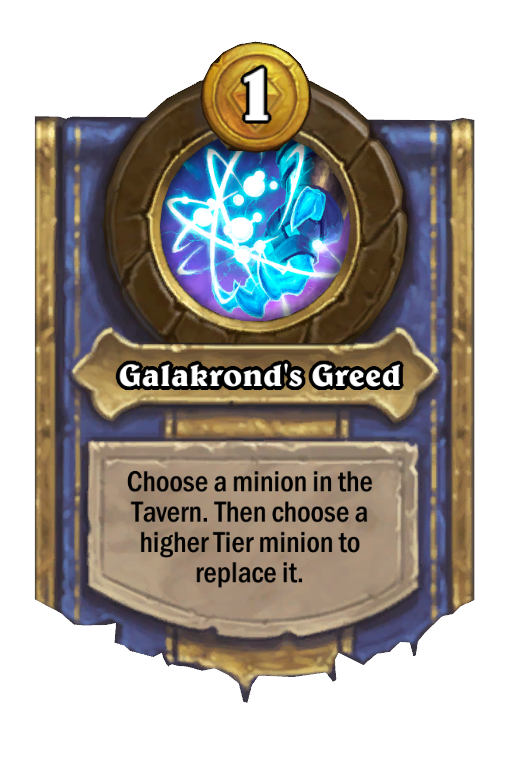 1
Galakrond's Greed
Choose a minion in the
Tavern. Then choose a
higher Tier minion to
replace it.